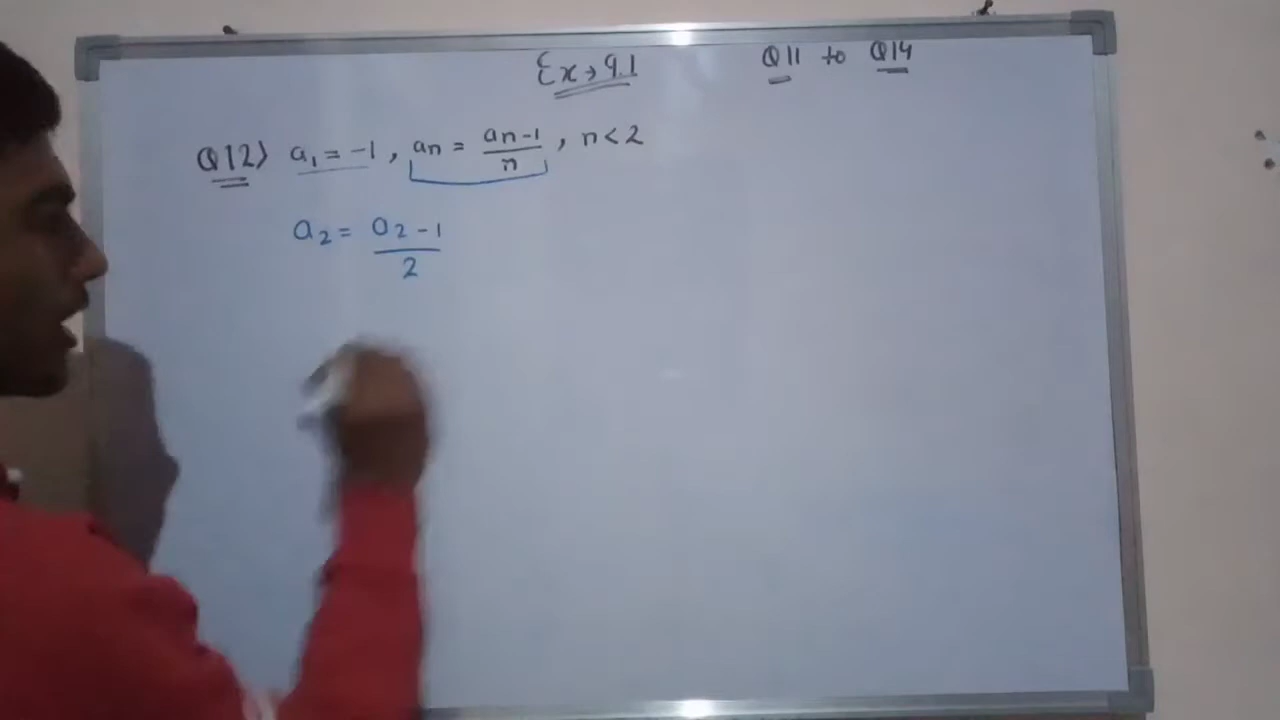 Ex→9.1 Q11 to Q14
Q12) a₁ = -1, aₙ = aₙ-1/n, n<2
a₂ = a₂-1/2